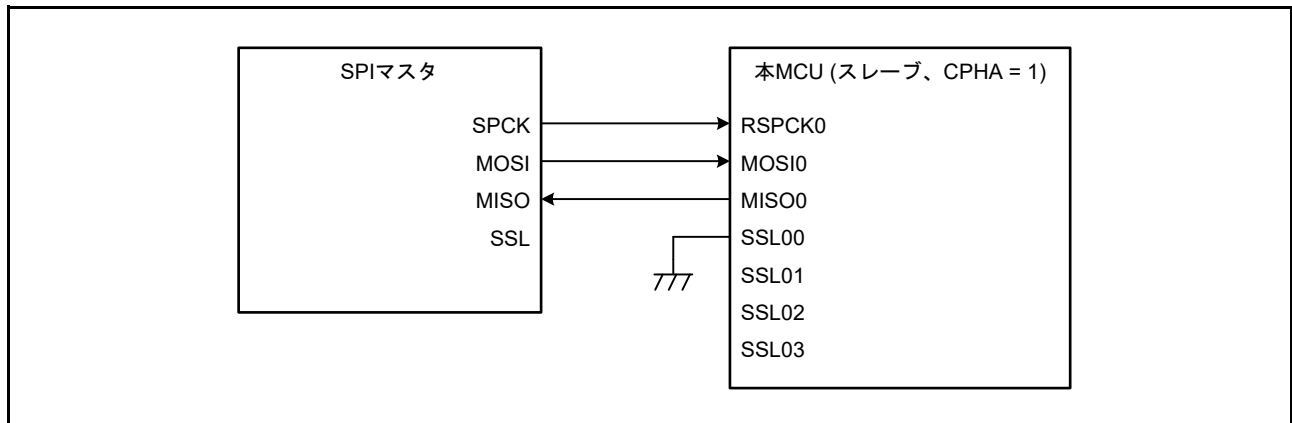 SPIマスタ
SPCK
MOSI
MISO
SSL
本MCU (スレーブ、CPHA = 1)
RSPCK0
MOSI0
MISO0
SSL00
SSL01
SSL02
SSL03